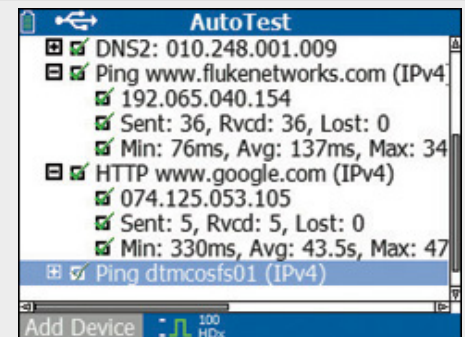 AutoTest
DNS2: 010.248.001.009
Ping www.flukenetworks.com (IPv4
192.065.040.154
Sent: 36, Rvcd: 36, Lost: 0
Min: 76ms, Avg: 137ms, Max: 34
HTTP www.google.com (IPv4)
074.125.053.105
Sent: 5, Rvcd: 5, Lost: 0
Min: 330ms, Avg: 43.5s, Max: 47
Ping dtmcosfs01 (IPv4)
Add Device
100
HDx